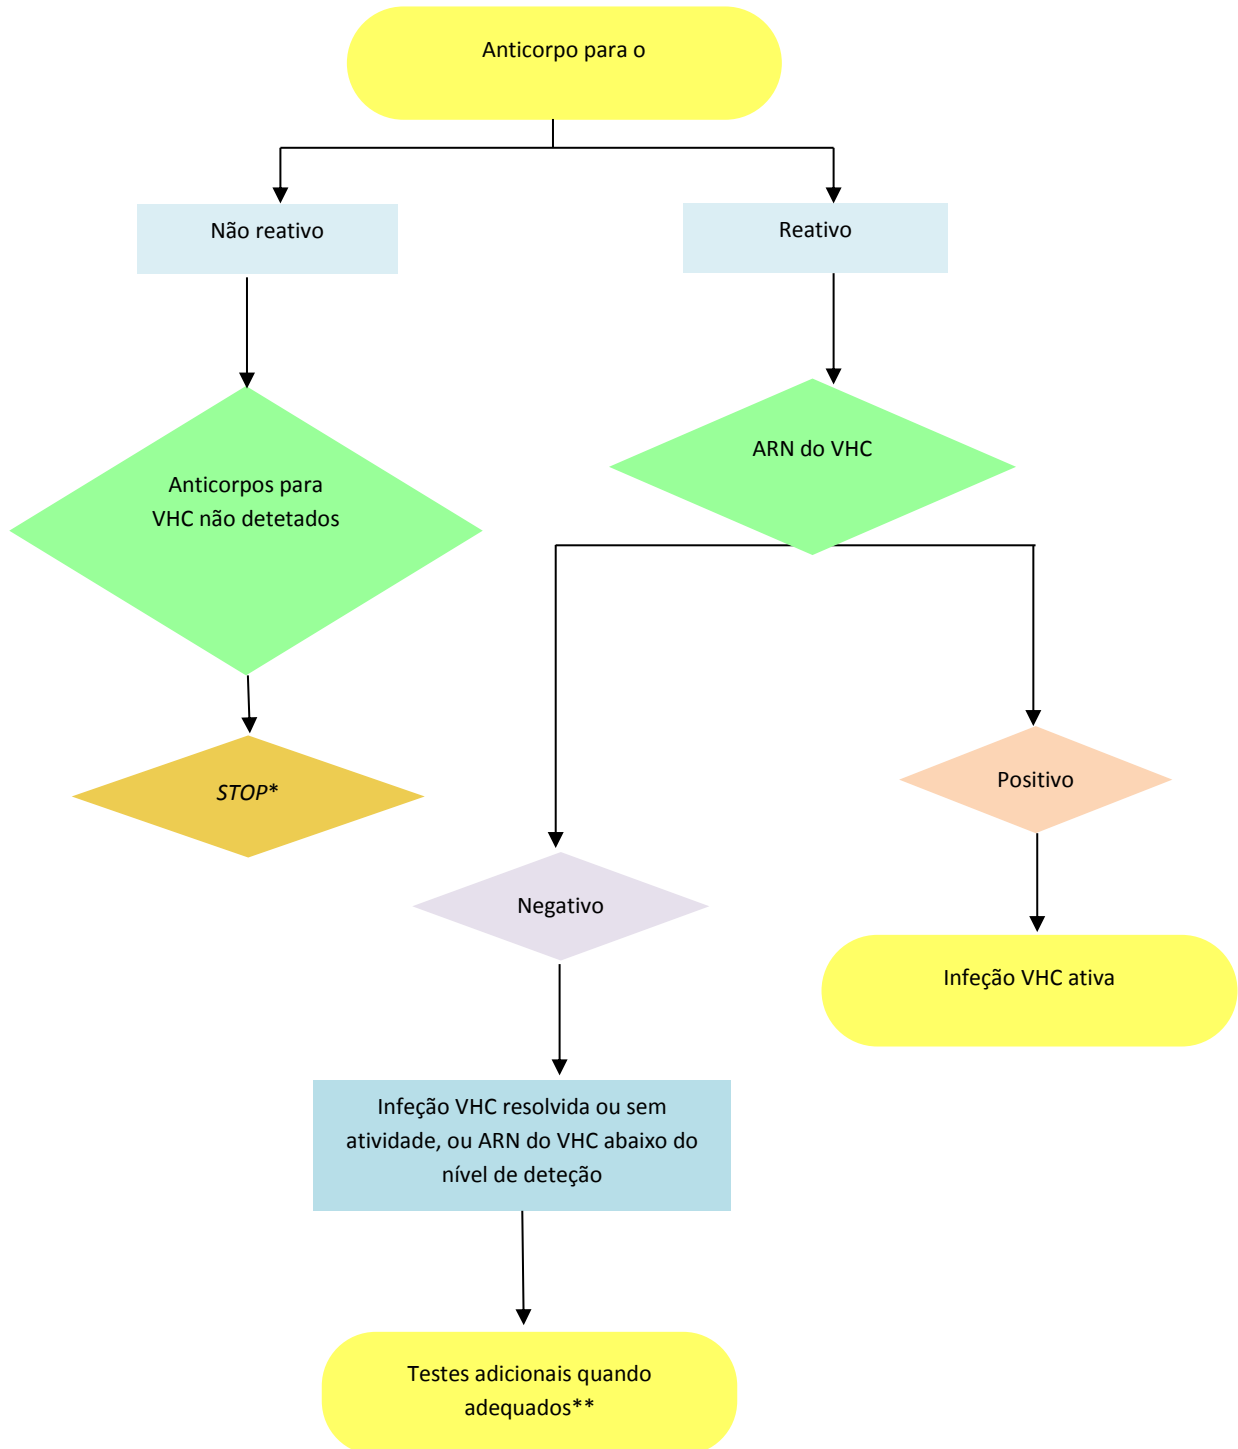 Anticorpo para o
Não reativo
Reativo
ARN do VHC
Anticorpos para
VHC não detetados
STOP*
Positivo
Negativo
Infeção VHC ativa
Infeção VHC resolvida ou sem
atividade, ou ARN do VHC abaixo do
nível de deteção
Testes adicionais quando
adequados**